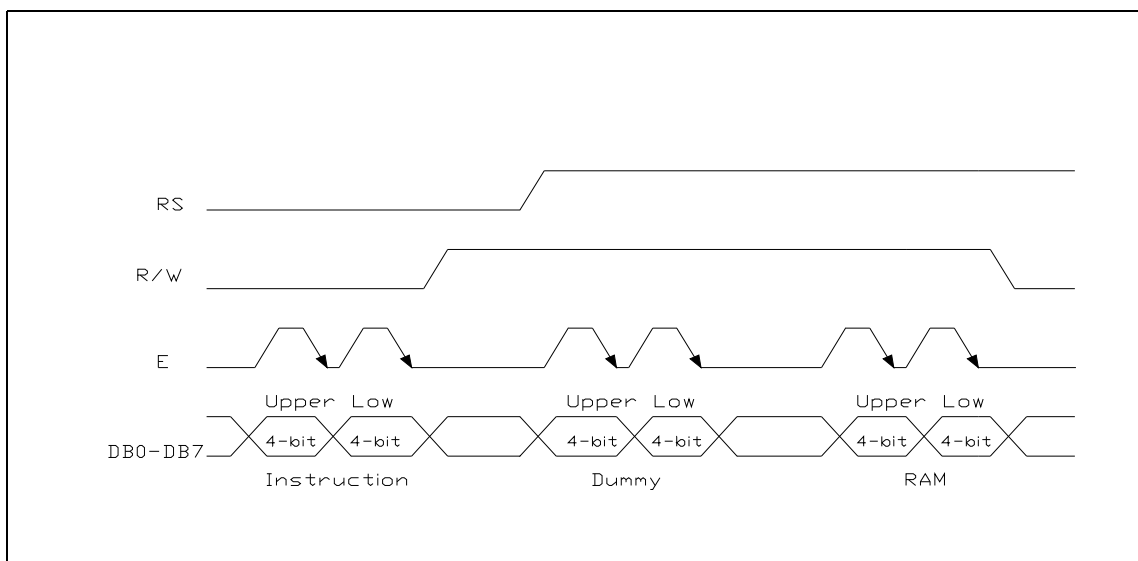 RS
R/W
E
Upper Low Upper Low Upper Low
4-bit 4-bit 4-bit 4-bit 4-bit 4-bit
DB0-DB7
Instruction Dummy RAM